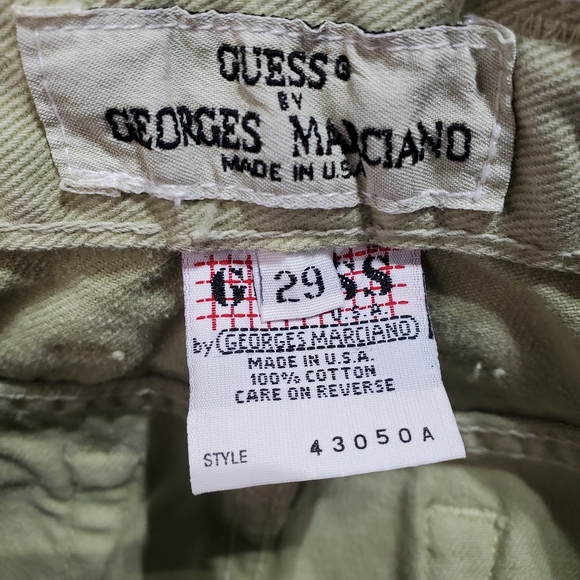 GUESS®
BY
GEORGES MARCIANO
MADE IN U.S.A
29
U.S.A.
by GEORGES MARCIANO
MADE IN U.S.A.
100% COTTON
CARE ON REVERSE
STYLE 43050A